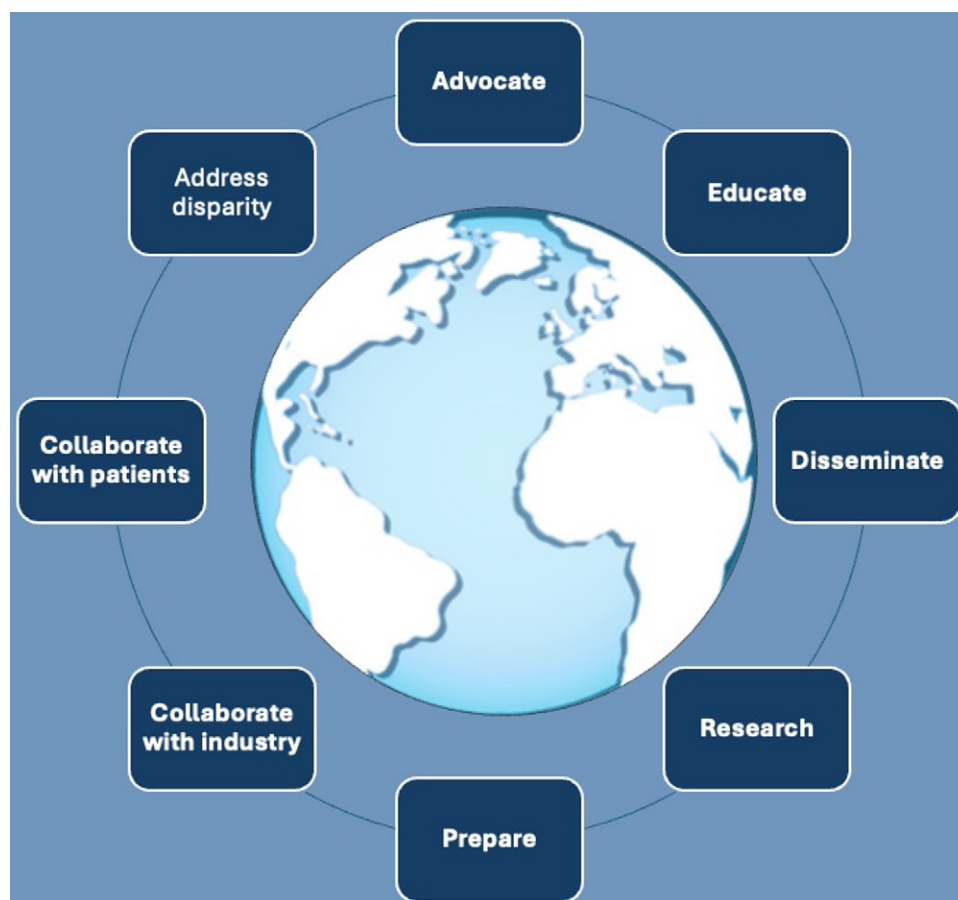 Advocate
Educate
Disseminate
Research
Prepare
Collaborate
with industry
Collaborate
with patients
Address
disparity